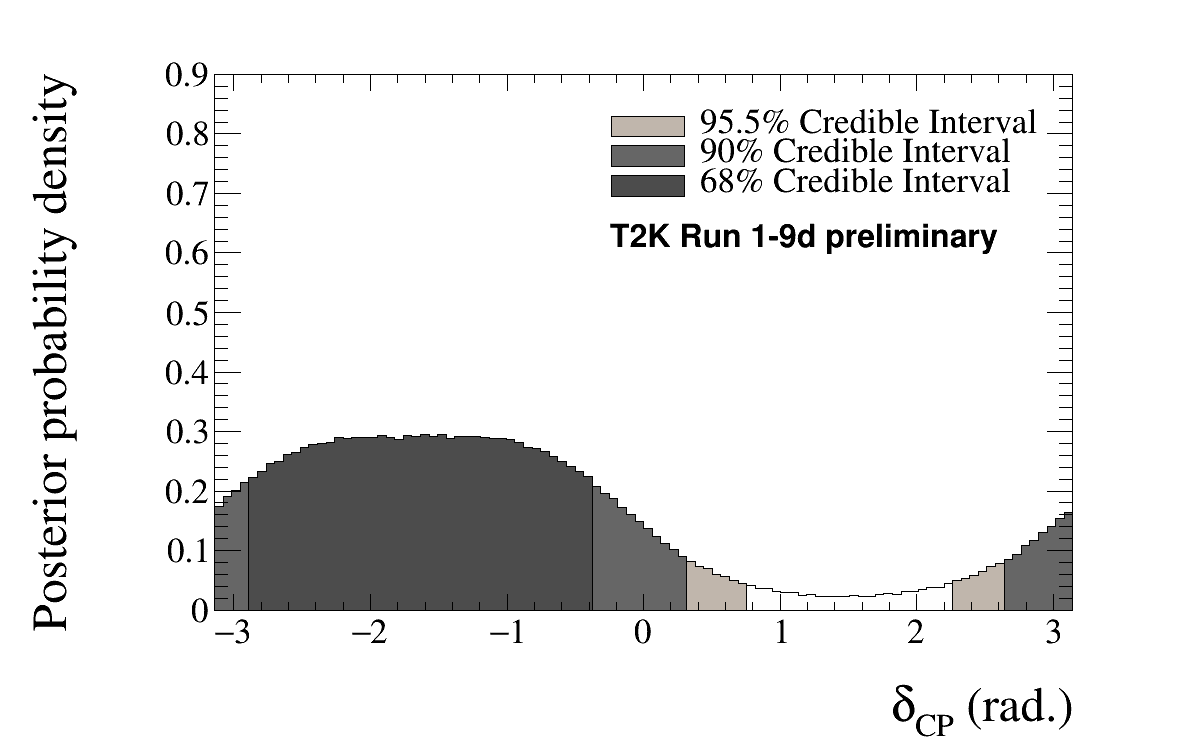 Posterior probability density
0.9
0.8
0.7
0.6
0.5
0.4
0.3
0.2
0.1
0
95.5% Credible Interval
90% Credible Interval
68% Credible Interval
T2K Run 1-9d preliminary
−3 −2 −1 0 1 2 3
δCP (rad.)